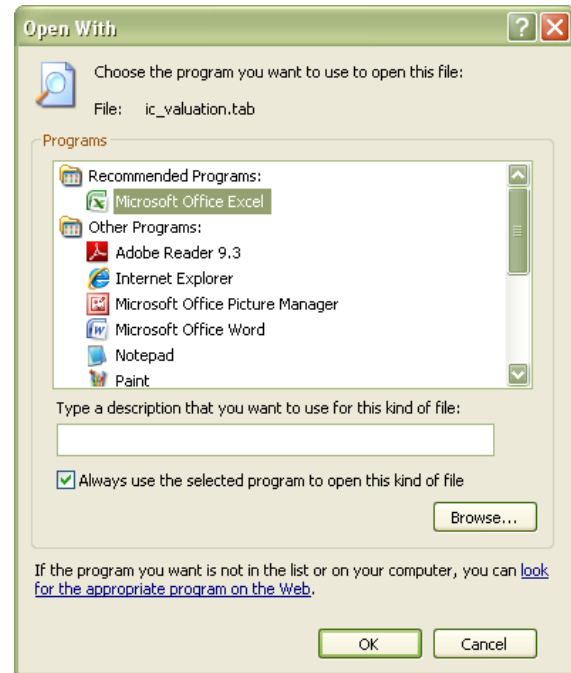 Open With
Choose the program you want to use to open this file:
File: ic_valuation.tab
Programs
Recommended Programs:
Microsoft Office Excel
Other Programs:
Adobe Reader 9.3
Internet Explorer
Microsoft Office Picture Manager
Microsoft Office Word
Notepad
Paint
Type a description that you want to use for this kind of file:
Always use the selected program to open this kind of file
Browse...
If the program you want is not in the list or on your computer, you can look
for the appropriate program on the Web.
OK Cancel